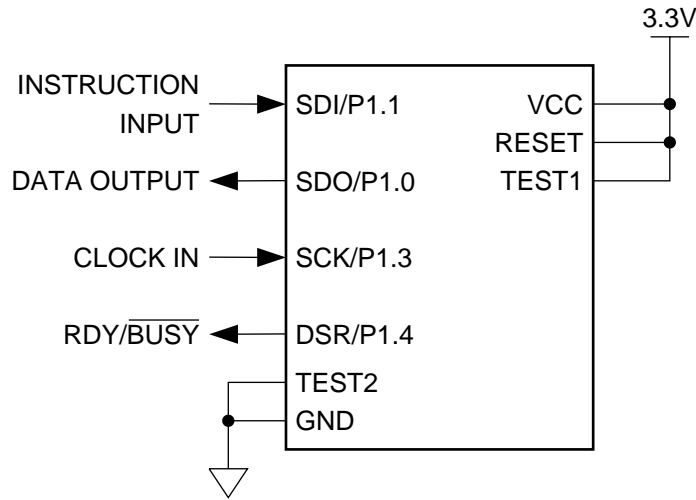 3.3V
INSTRUCTION
INPUT
SDI/P1.1
VCC
RESET
DATA OUTPUT
SDO/P1.0
TEST1
CLOCK IN
SCK/P1.3
RDY/BUSY
DSR/P1.4
TEST2
GND